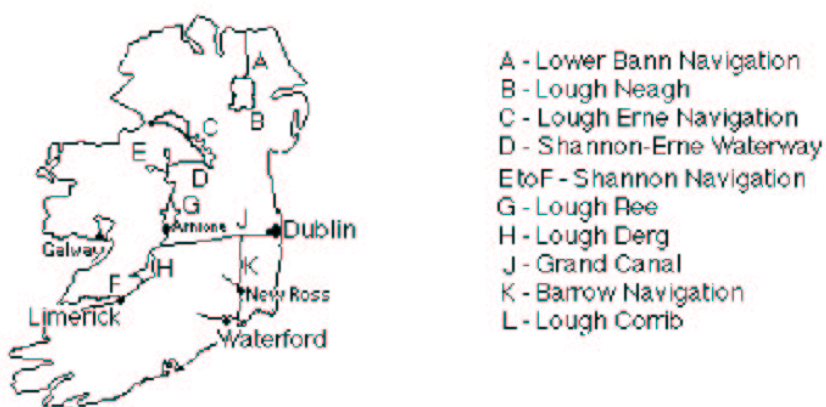 A
B
C
E
D
G
J
Athlone
Dublin
Galway
H
K
F
New Ross
Limerick
Waterford
A - Lower Bann Navigation
B - Lough Neagh
C - Lough Erne Navigation
D - Shannon-Erne Waterway
EtoF - Shannon Navigation
G - Lough Ree
H - Lough Derg
J - Grand Canal
K - Barrow Navigation
L - Lough Corrib